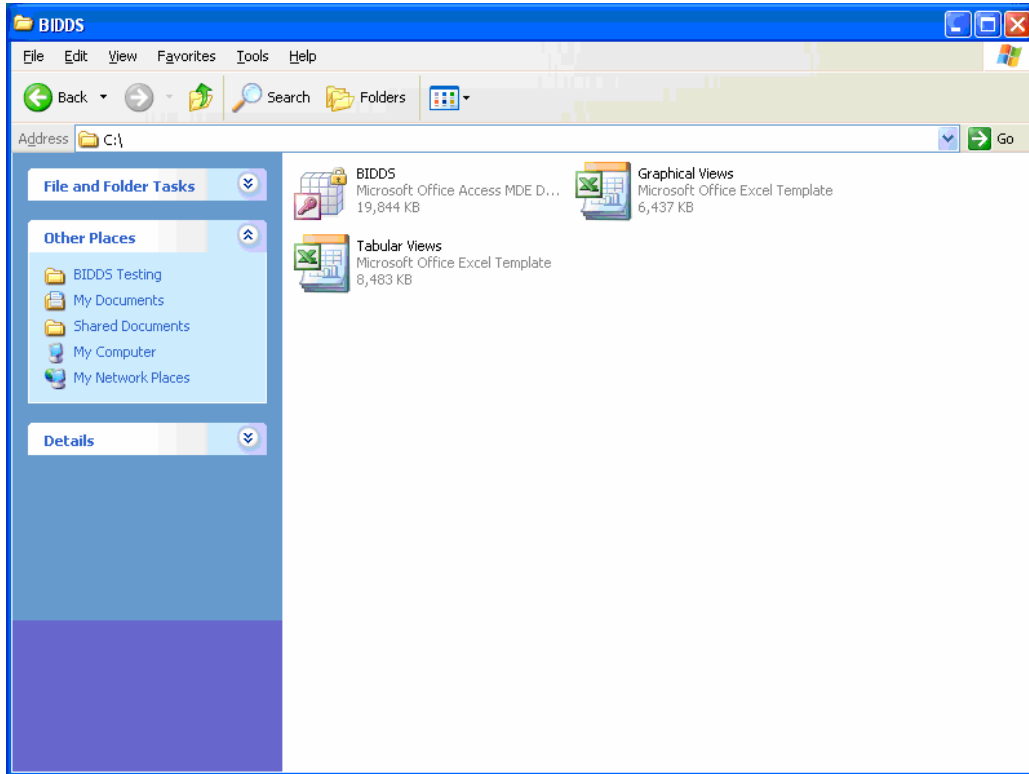 BIDDS
File Edit View Favorites Tools Help
Back Search Folders
Address C:\ Go
File and Folder Tasks
Other Places
BIDDS Testing
My Documents
Shared Documents
My Computer
My Network Places
Details
BIDDS
Microsoft Office Access MDE D...
19,844 KB
Graphical Views
Microsoft Office Excel Template
6,437 KB
Tabular Views
Microsoft Office Excel Template
8,483 KB